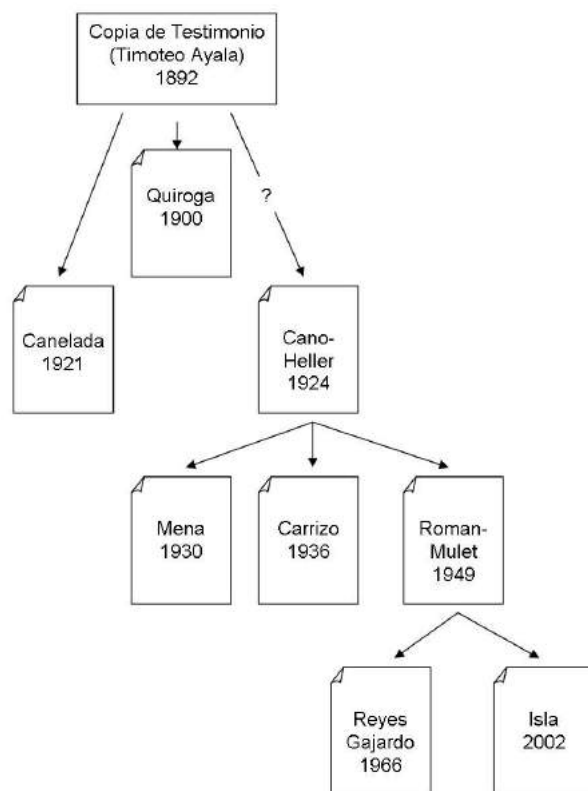 Copia de Testimonio
(Timoteo Ayala)
1892
Quiroga
1900
?
Canelada
1921
Cano-
Heller
1924
Mena
1930
Carrizo
1936
Roman-
Mulet
1949
Reyes
Gajardo
1966
Isla
2002